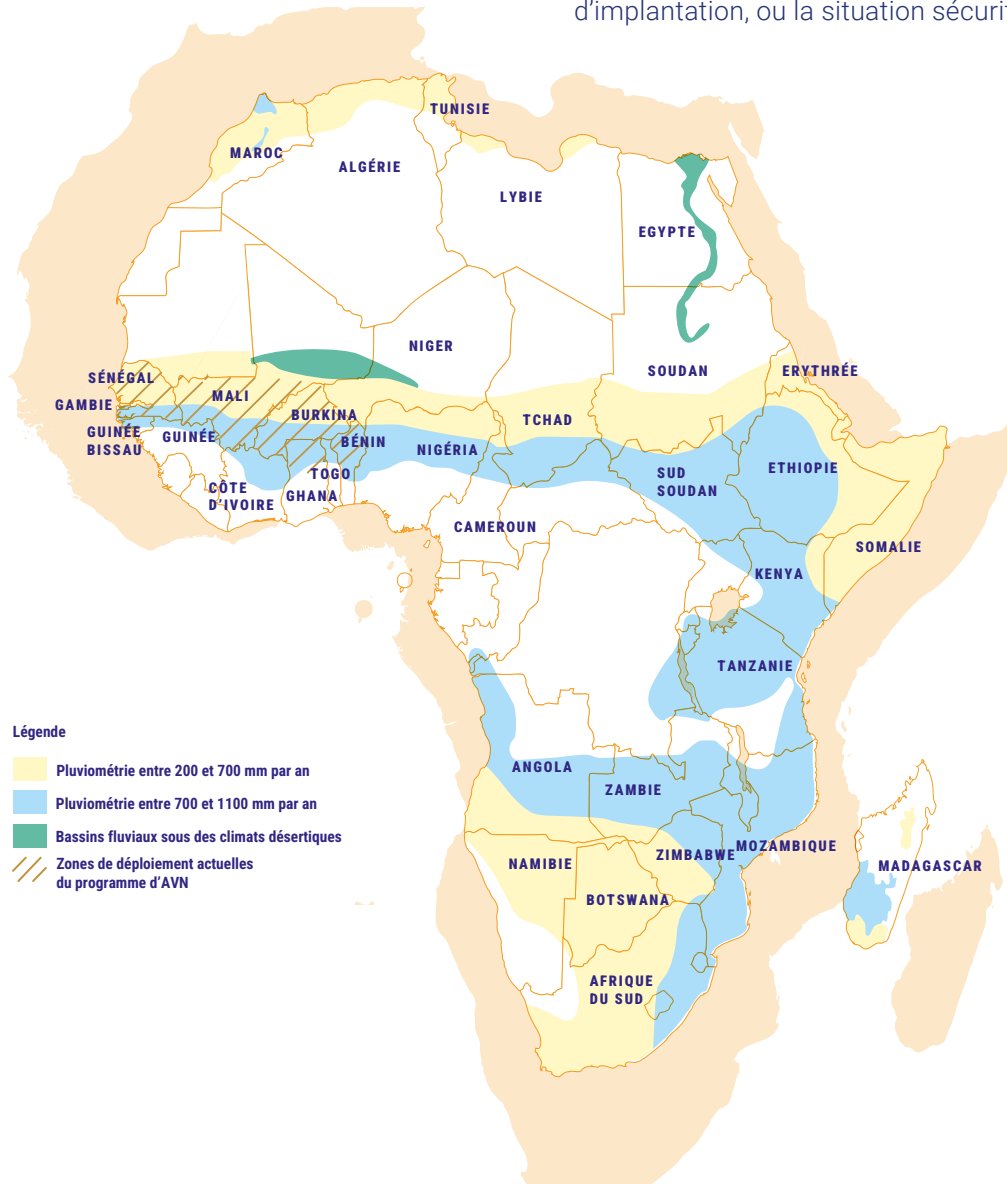 d'implantation, ou la situation sécurit
TUNISIE
MAROC
ALGÉRIE
LYBIE
EGYPTE
NIGER
SOUDAN
ERYTHRÉE
SÉNÉGAL
MALI
GAMBIE
BURKINA
TCHAD
GUINÉE
BISSAU
GUINÉE
BÉNIN
NIGÉRIA
ETHIOPIE
TOGO
SUD
SOUDAN
CÔTE
D'IVOIRE
GHANA
CAMEROUN
SOMALIE
KENYA
TANZANIE
Légende
Pluviométrie entre 200 et 700 mm par an
Pluviométrie entre 700 et 1100 mm par an
Bassins fluviaux sous des climats désertiques
Zones de déploiement actuelles
du programme d'AVN
ANGOLA
ZAMBIE
ZIMBABWE
MOZAMBIQUE
NAMIBIE
MADAGASCAR
BOTSWANA
AFRIQUE
DU SUD